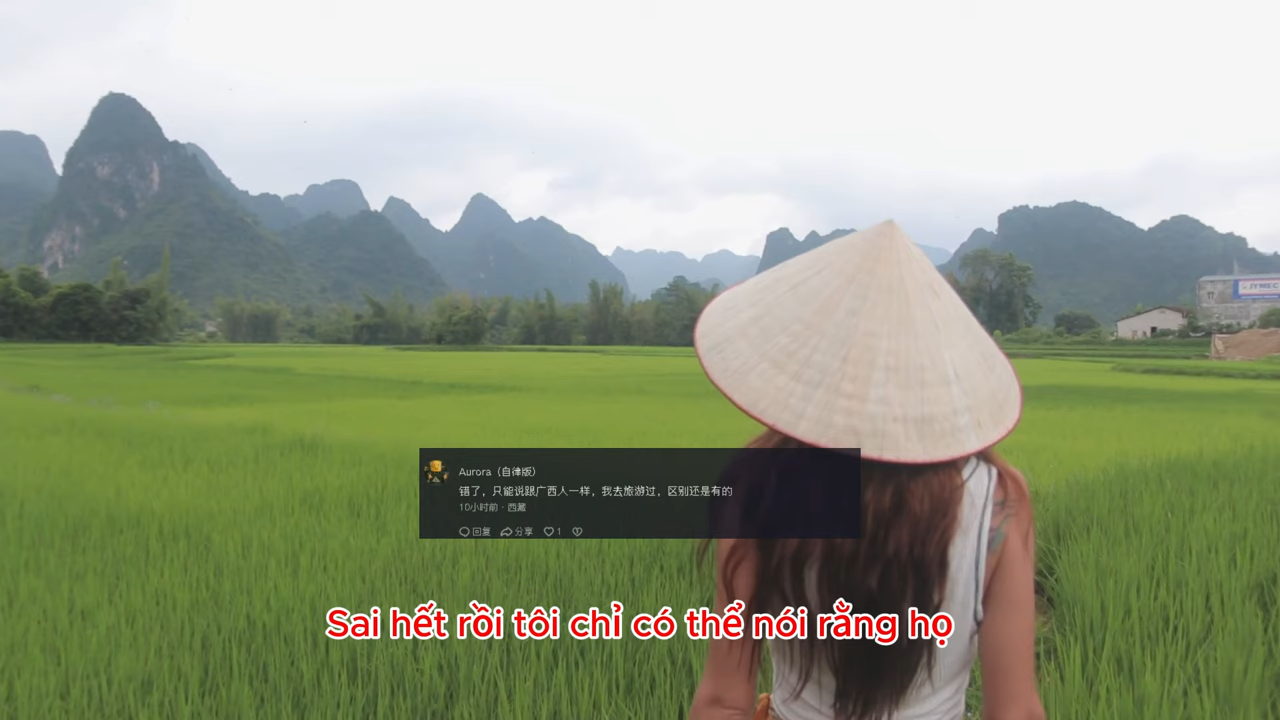 Aurora（自律版）
错了，只能说跟广西人一样，我去旅游过，区别还是有的
10小时前 · 西藏
回复 分享 1
Sai hết rồi tôi chỉ có thể nói rằng họ